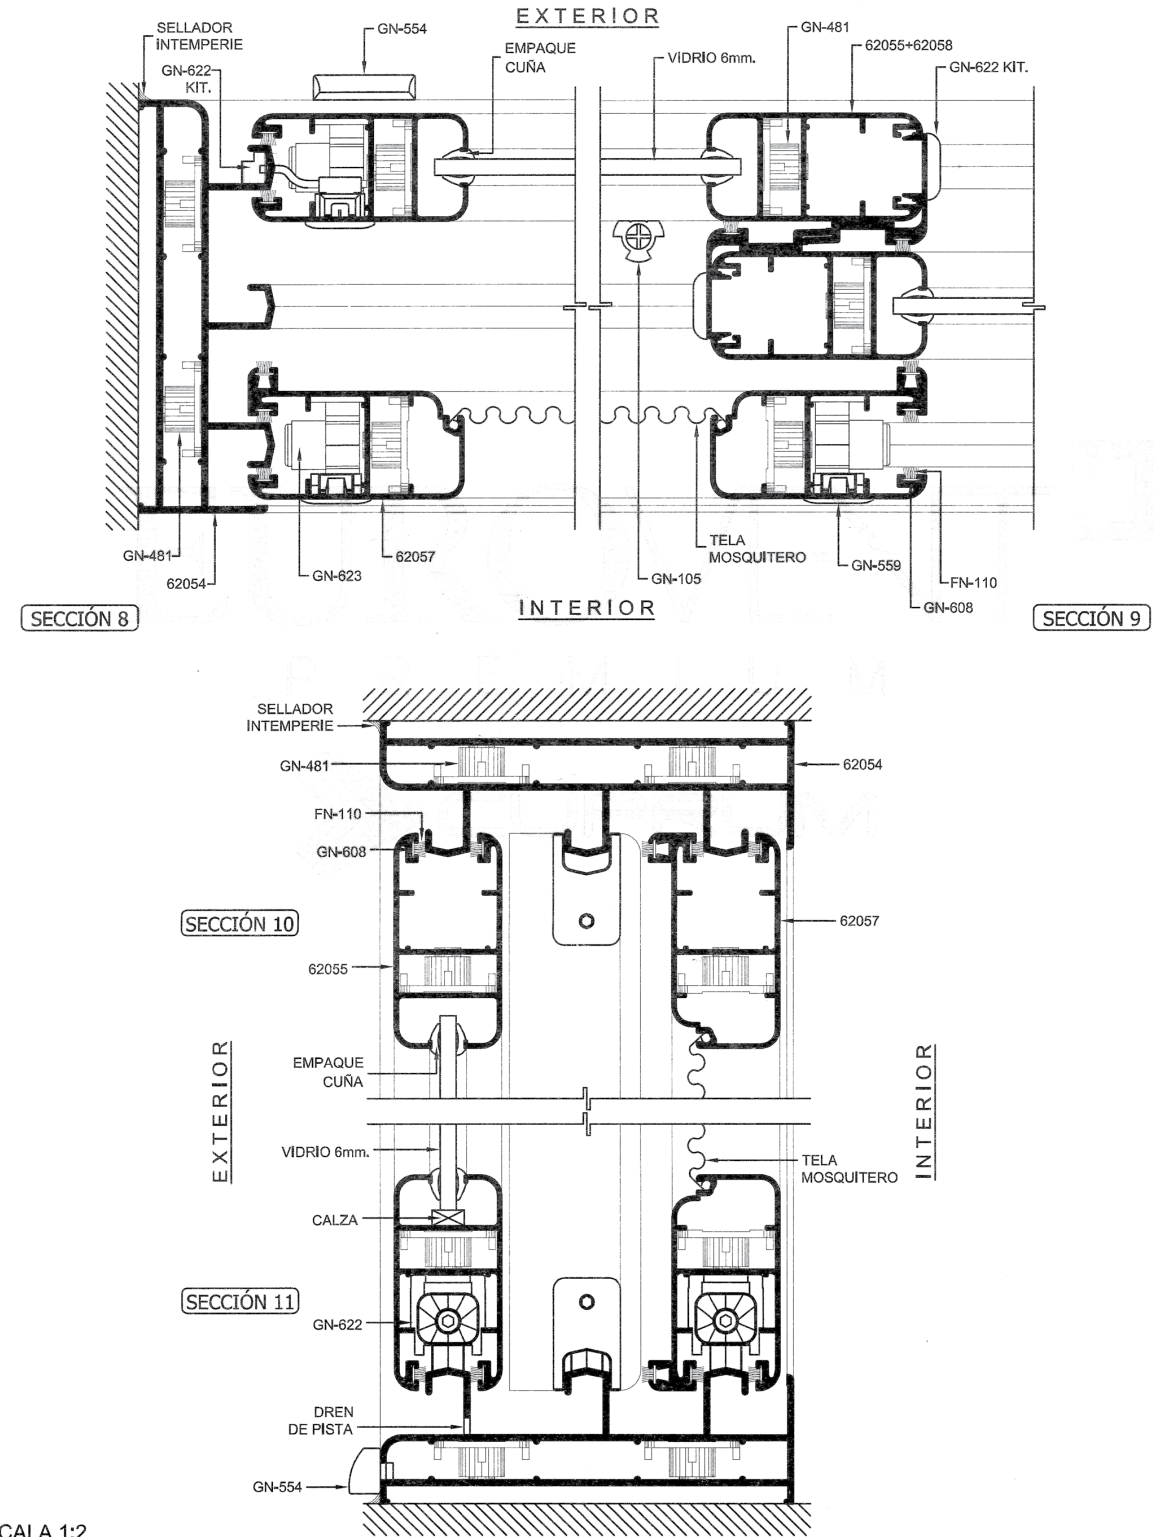 EXTERIOR
SELLADOR
INTEMPERIE
GN-554
GN-481
EMPAQUE
CUÑA
VIDRIO 6mm.
62055+62058
GN-622
KIT.
GN-622 KIT.
GN-481
62054
GN-623
62057
TELA
MOSQUITERO
GN-105
GN-559
FN-110
GN-608
INTERIOR
SECCIÓN 8
SECCIÓN 9
SELLADOR
INTEMPERIE
GN-481
62054
FN-110
GN-608
SECCIÓN 10
62057
62055
EMPAQUE
CUÑA
EXTERIOR
INTERIOR
VIDRIO 6mm.
TELA
MOSQUITERO
CALZA
SECCIÓN 11
GN-622
DREN
DE PISTA
GN-554
CALA 1:2